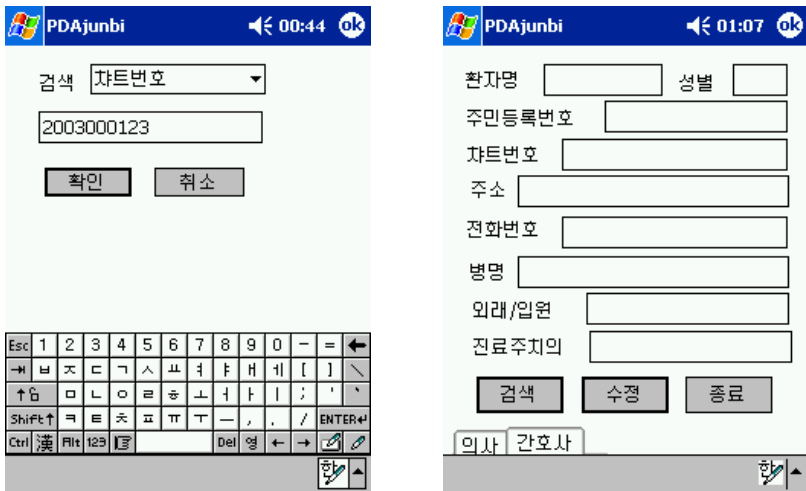 PDAjunbi 00:44 ok
검색 챠트번호
2003000123
확인 취소
Esc 1 2 3 4 5 6 7 8 9 0 - = ←
→ ㅂ ㅈ ㄷ ㄱ ㅅ ㅛ ㅕ ㅑ ㅐ ㅔ [ ] \
ㅁ ㄴ ㅇ ㄹ ㅎ ㅗ ㅓ ㅏ ㅣ ; ' `
Shift↑ ㅋ ㅌ ㅊ ㅍ ㅠ ㅜ ㅡ , . / ENTER↵
Ctrl 漢 Alt 123 Del 영 ← →
한
PDAjunbi 01:07 ok
환자명 성별
주민등록번호
챠트번호
주소
전화번호
병명
외래/입원
진료주치의
검색 수정 종료
의사 간호사
한